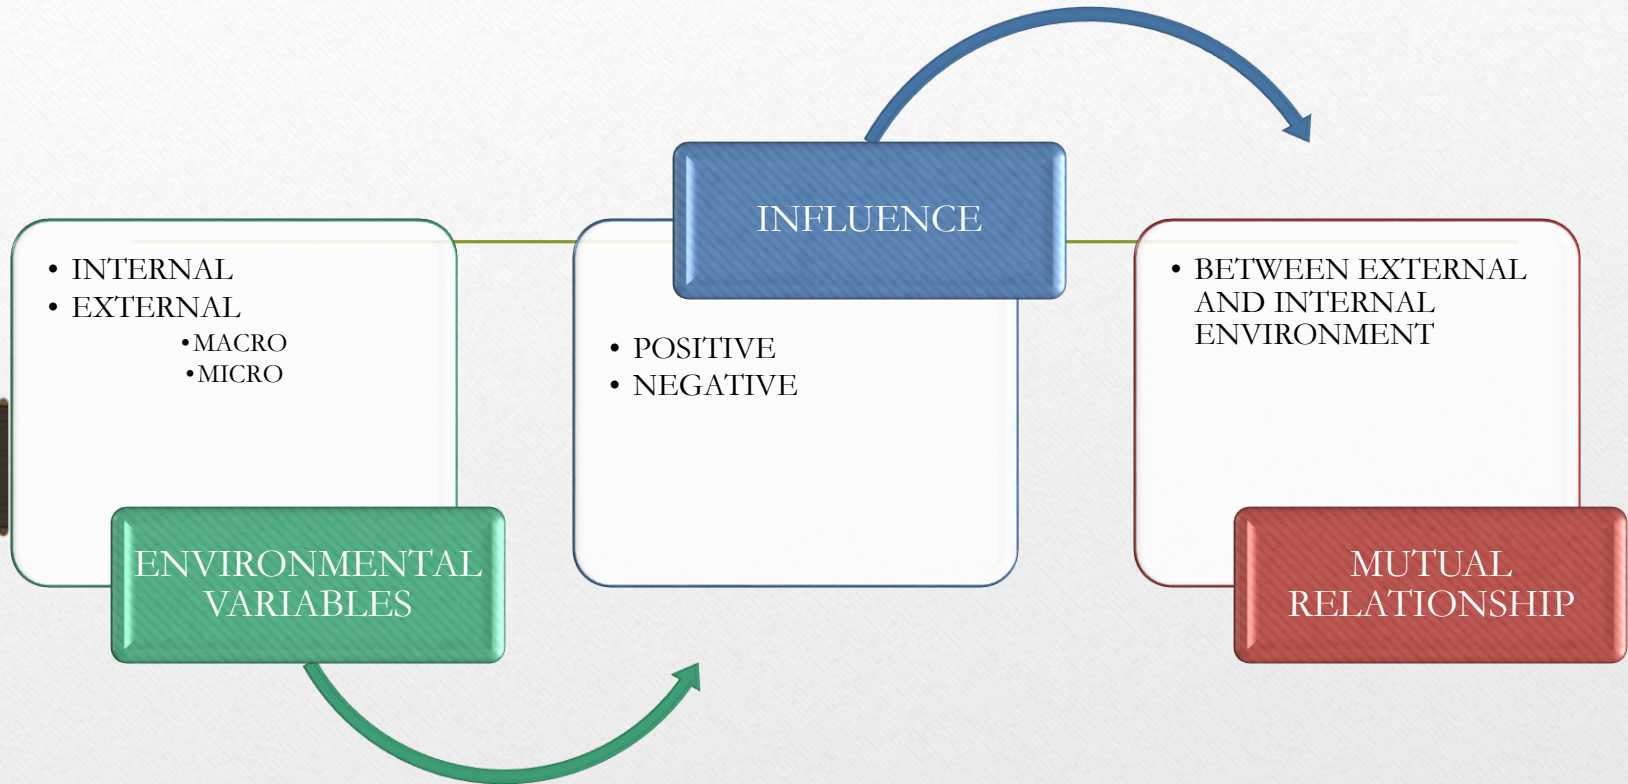 • INTERNAL
• EXTERNAL
• MACRO
• MICRO
ENVIRONMENTAL
VARIABLES
INFLUENCE
• POSITIVE
• NEGATIVE
• BETWEEN EXTERNAL
AND INTERNAL
ENVIRONMENT
MUTUAL
RELATIONSHIP